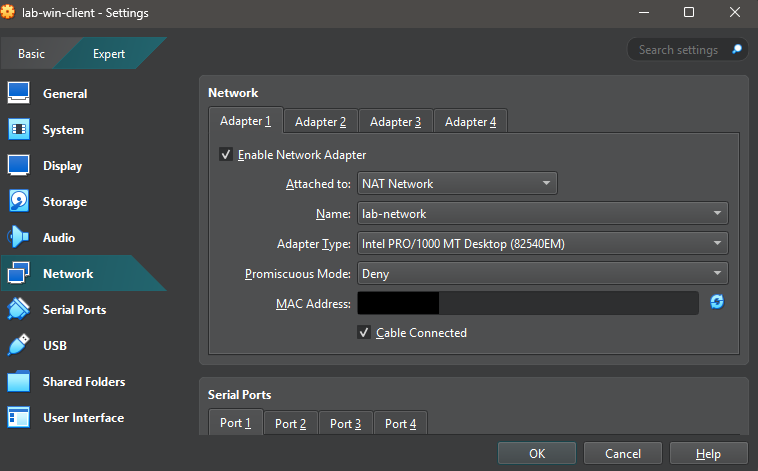 lab-win-client - Settings
Basic Expert Search settings
General
System
Display
Storage
Audio
Network
Serial Ports
USB
Shared Folders
User Interface
Network
Adapter 1 Adapter 2 Adapter 3 Adapter 4
Enable Network Adapter
Attached to: NAT Network
Name: lab-network
Adapter Type: Intel PRO/1000 MT Desktop (82540EM)
Promiscuous Mode: Deny
MAC Address:
Cable Connected
Serial Ports
Port 1 Port 2 Port 3 Port 4
OK Cancel Help